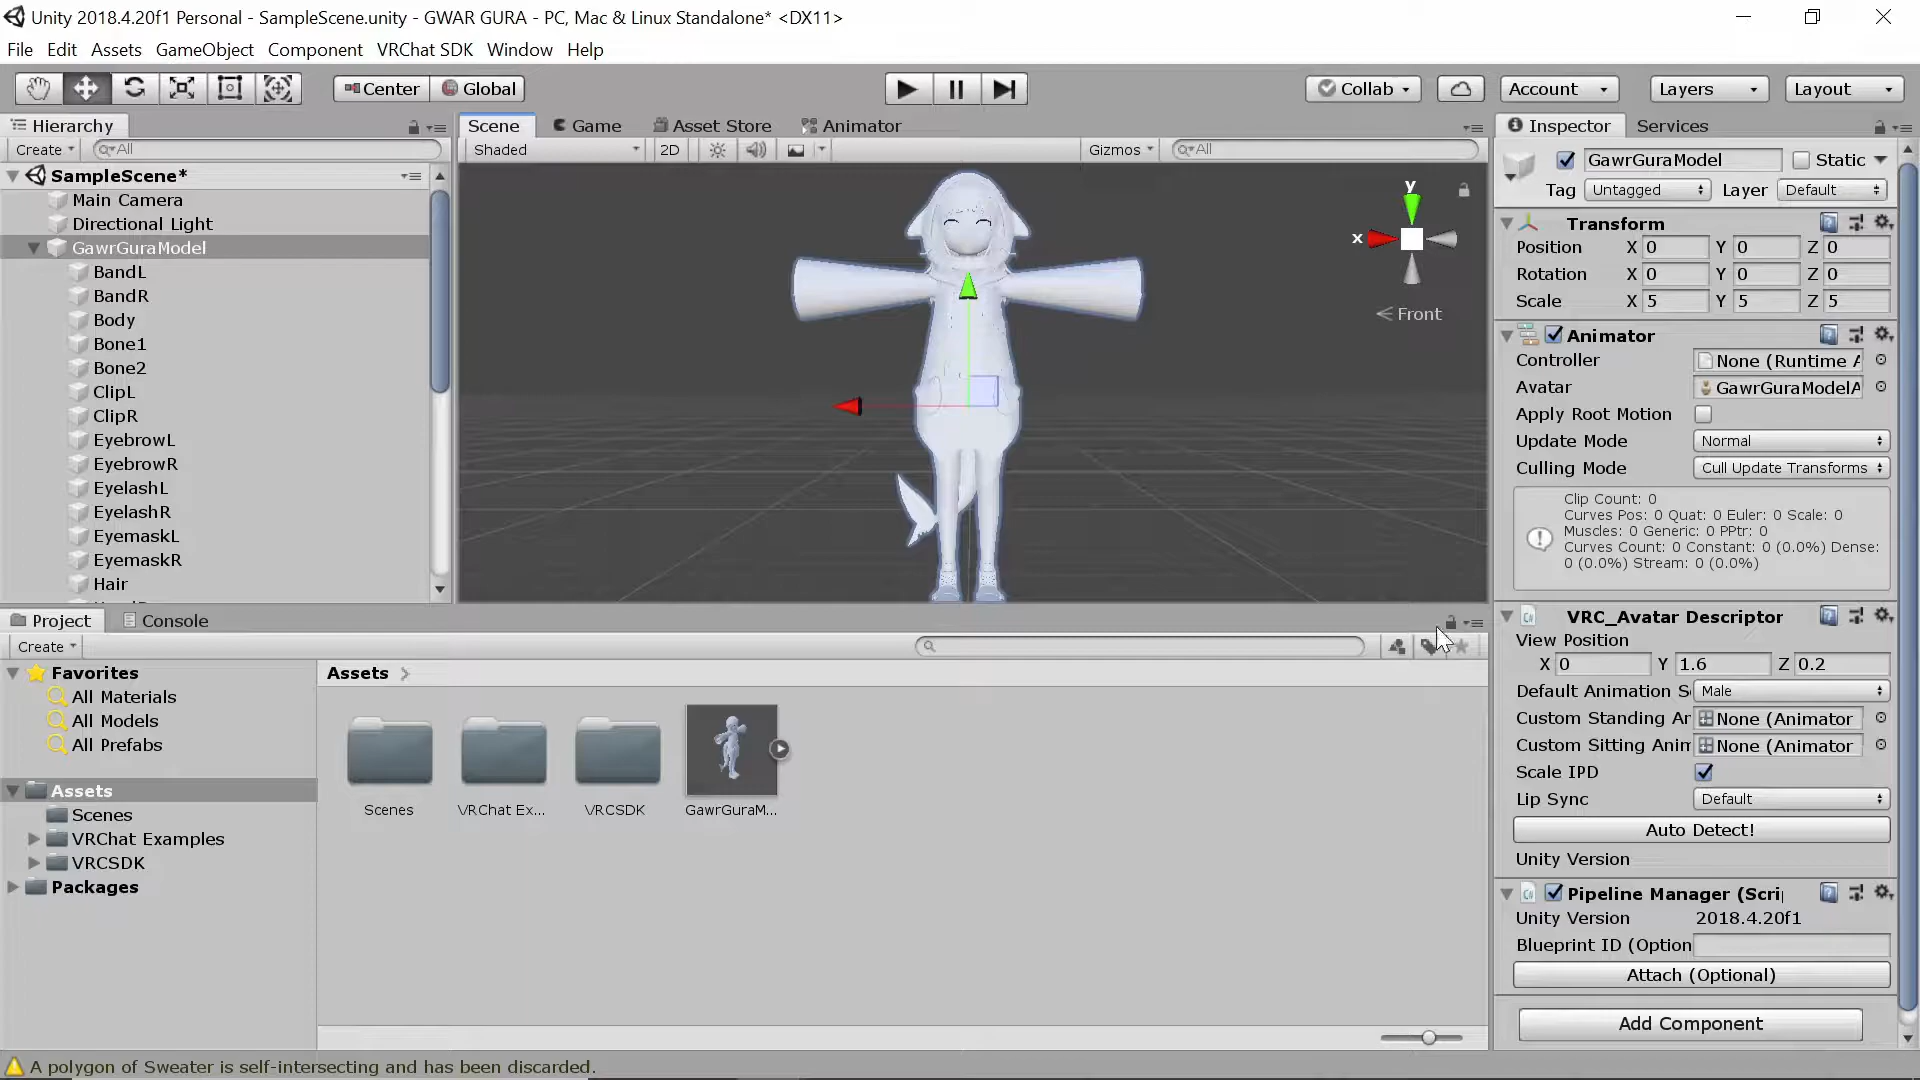 Unity 2018.4.20f1 Personal - SampleScene.unity - GWAR GURA - PC, Mac & Linux Standalone* <DX11>
File Edit Assets GameObject Component VRChat SDK Window Help
Center Global Collab Account Layers Layout
Hierarchy
Create All
SampleScene*
Main Camera
Directional Light
GawrGuraModel
BandL
BandR
Body
Bone1
Bone2
ClipL
ClipR
EyebrowL
EyebrowR
EyelashL
EyelashR
EyemaskL
EyemaskR
Hair
Scene Game Asset Store Animator
Shaded 2D Gizmos All
y
x
Front
Inspector Services
GawrGuraModel Static
Tag Untagged Layer Default
Transform
Position X 0 Y 0 Z 0
Rotation X 0 Y 0 Z 0
Scale X 5 Y 5 Z 5
Animator
Controller None (Runtime A
Avatar GawrGuraModelA
Apply Root Motion
Update Mode Normal
Culling Mode Cull Update Transforms
Clip Count: 0
Curves Pos: 0 Quat: 0 Euler: 0 Scale: 0
Muscles: 0 Generic: 0 PPtr: 0
Curves Count: 0 Constant: 0 (0.0%) Dense:
0 (0.0%) Stream: 0 (0.0%)
VRC_Avatar Descriptor
View Position
X 0 Y 1.6 Z 0.2
Default Animation S Male
Custom Standing Ar None (Animator
Custom Sitting Anim None (Animator
Scale IPD
Lip Sync Default
Auto Detect!
Unity Version
Pipeline Manager (Scri
Unity Version 2018.4.20f1
Blueprint ID (Option
Attach (Optional)
Add Component
Project Console
Create
Favorites
All Materials
All Models
All Prefabs
Assets
Scenes
VRChat Examples
VRCSDK
Packages
Assets
Scenes VRChat Ex... VRCSDK GawrGuraM...
A polygon of Sweater is self-intersecting and has been discarded.